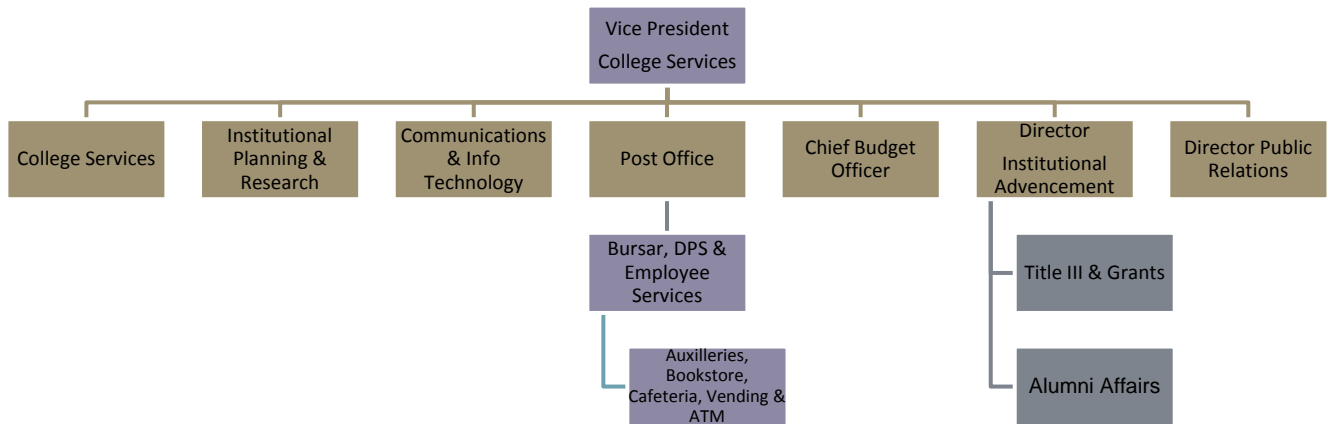 Vice President
College Services
College Services
Institutional
Planning &
Research
Communications
& Info
Technology
Post Office
Chief Budget
Officer
Director
Institutional
Advencement
Director Public
Relations
Bursar, DPS &
Employee
Services
Title III & Grants
Auxilleries,
Bookstore,
Cafeteria, Vending &
ATM
Alumni Affairs